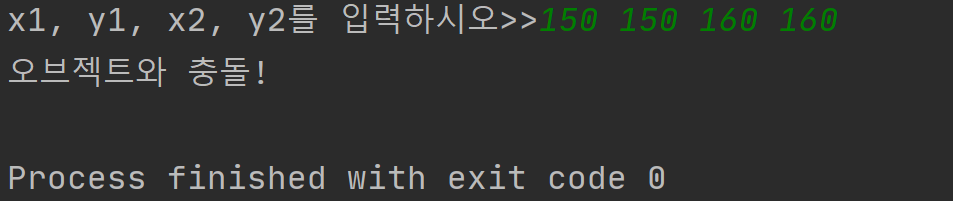 x1, y1, x2, y2를 입력하시오>>150 150 160 160
오브젝트와 충돌!
Process finished with exit code 0